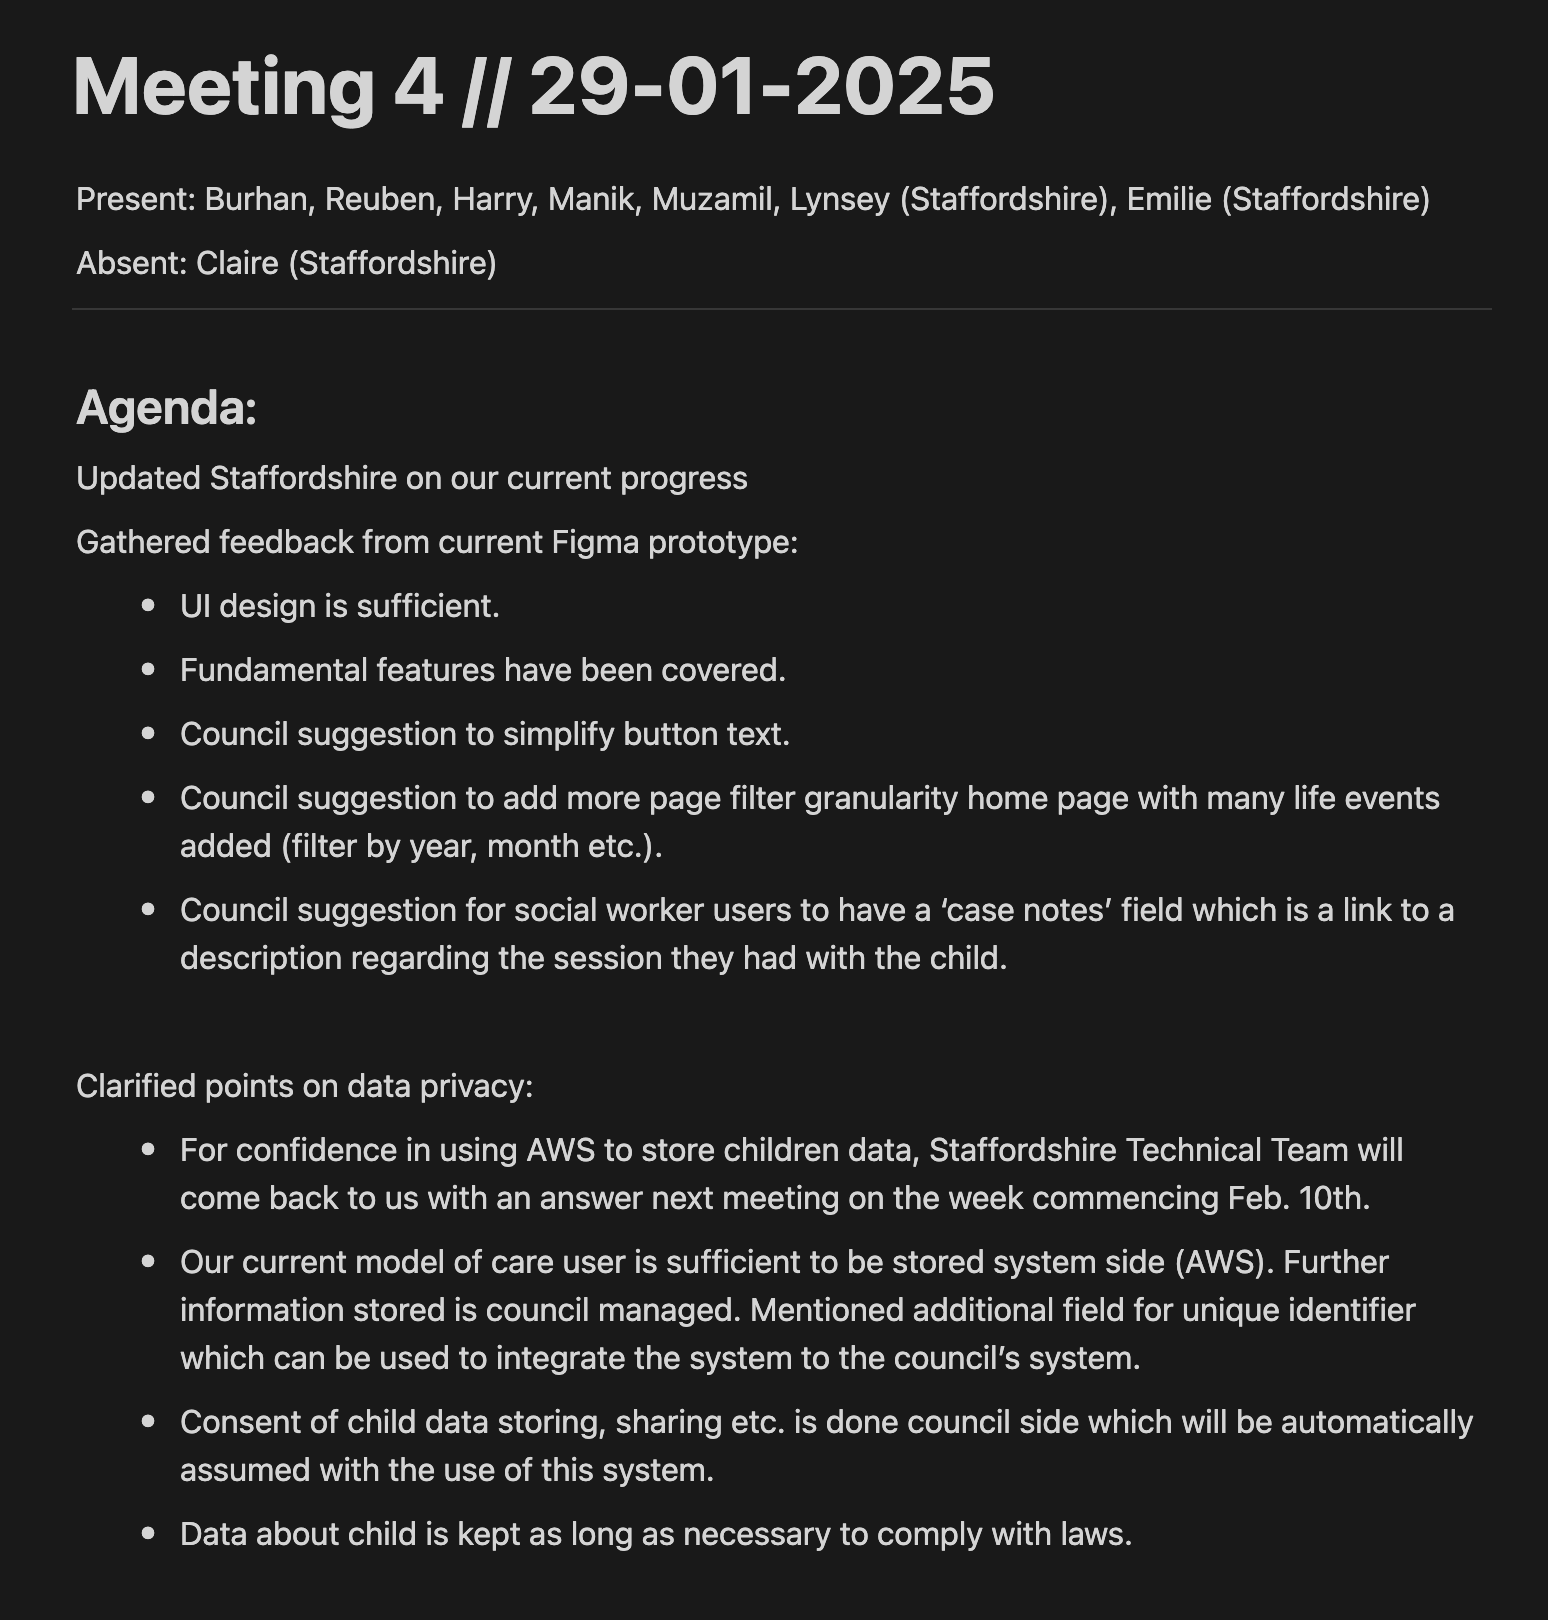 Meeting 4 // 29-01-2025
Present: Burhan, Reuben, Harry, Manik, Muzamil, Lynsey (Staffordshire), Emilie (Staffordshire)
Absent: Claire (Staffordshire)
Agenda:
Updated Staffordshire on our current progress
Gathered feedback from current Figma prototype:
• UI design is sufficient.
• Fundamental features have been covered.
• Council suggestion to simplify button text.
• Council suggestion to add more page filter granularity home page with many life events
added (filter by year, month etc.).
• Council suggestion for social worker users to have a ‘case notes’ field which is a link to a
description regarding the session they had with the child.
Clarified points on data privacy:
• For confidence in using AWS to store children data, Staffordshire Technical Team will
come back to us with an answer next meeting on the week commencing Feb. 10th.
• Our current model of care user is sufficient to be stored system side (AWS). Further
information stored is council managed. Mentioned additional field for unique identifier
which can be used to integrate the system to the council’s system.
• Consent of child data storing, sharing etc. is done council side which will be automatically
assumed with the use of this system.
• Data about child is kept as long as necessary to comply with laws.